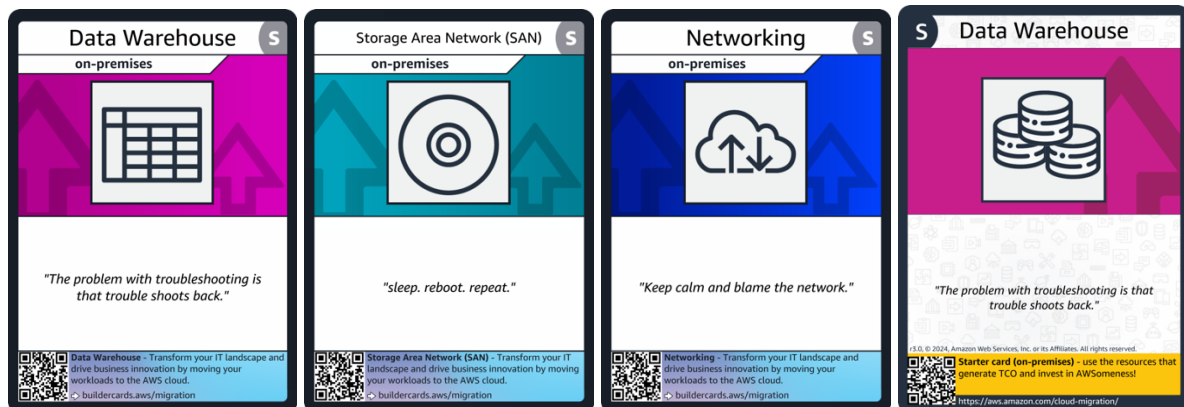 Data Warehouse
S
on-premises
"The problem with troubleshooting is
that trouble shoots back."
Data Warehouse - Transform your IT landscape and
drive business innovation by moving your
workloads to the AWS cloud.
buildercards.aws/migration
Storage Area Network (SAN)
S
on-premises
"sleep. reboot. repeat."
Storage Area Network (SAN) - Transform your IT
landscape and drive business innovation by moving
your workloads to the AWS cloud.
buildercards.aws/migration
Networking
S
on-premises
"Keep calm and blame the network."
Networking - Transform your IT landscape and
drive business innovation by moving your
workloads to the AWS cloud.
buildercards.aws/migration
S
Data Warehouse
"The problem with troubleshooting is that
trouble shoots back."
r3.0, © 2024, Amazon Web Services, Inc. or its Affiliates. All rights reserved.
Starter card (on-premises) - use the resources that
generate TCO and invest in AWSomeness!
https://aws.amazon.com/cloud-migration/